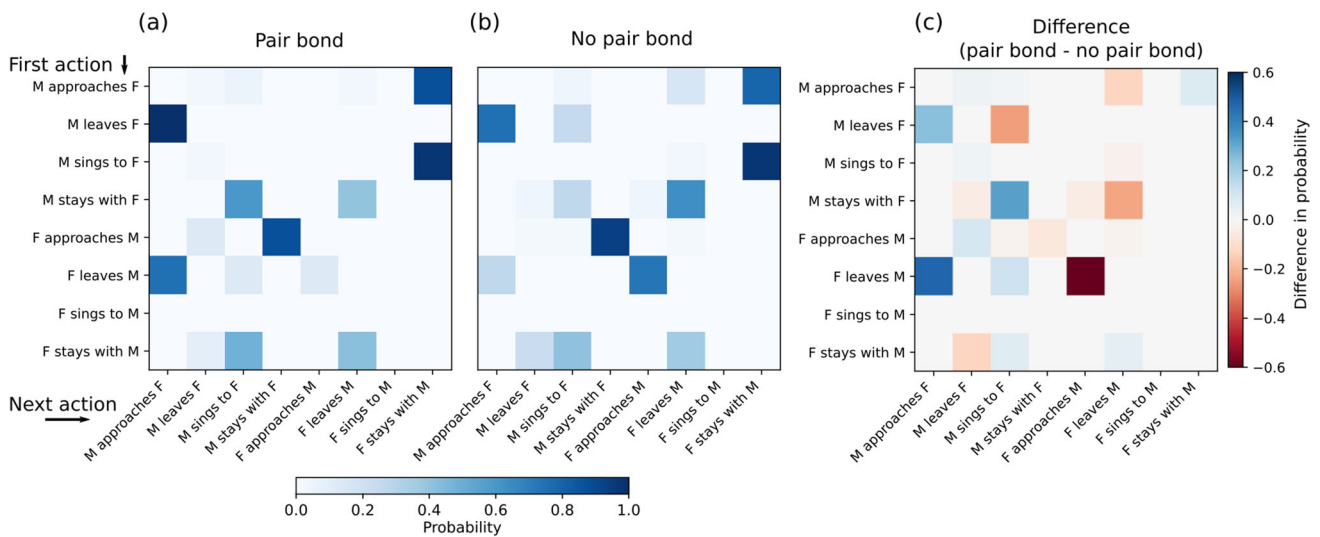 (a)
Pair bond
(b)
No pair bond
(c)
Difference
(pair bond - no pair bond)
First action
M approaches F
M leaves F
M sings to F
M stays with F
F approaches M
F leaves M
F sings to M
F stays with M
Next action
M approaches F
M leaves F
M sings to F
M stays with F
F approaches M
F leaves M
F sings to M
F stays with M
M approaches F
M leaves F
M sings to F
M stays with F
F approaches M
F leaves M
F sings to M
F stays with M
0.0 0.2 0.4 0.6 0.8 1.0
Probability
M approaches F
M leaves F
M sings to F
M stays with F
F approaches M
F leaves M
F sings to M
F stays with M
M approaches F
M leaves F
M sings to F
M stays with F
F approaches M
F leaves M
F sings to M
F stays with M
0.6
0.4
0.2
0.0
−0.2
−0.4
−0.6
Difference in probability